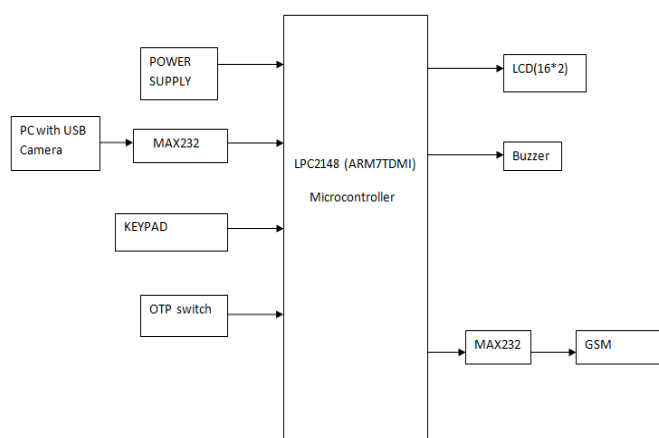 POWER
SUPPLY
LCD(16*2)
PC with USB
Camera
MAX232
LPC2148 (ARM7TDMI)
Microcontroller
Buzzer
KEYPAD
OTP switch
MAX232
GSM